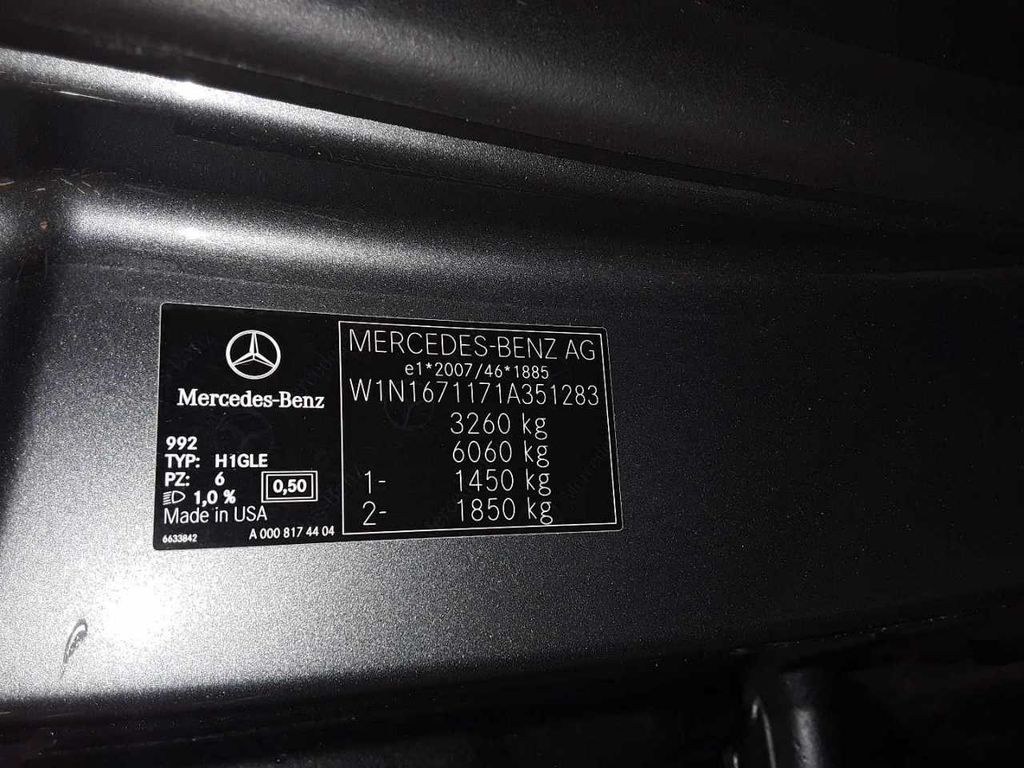 Mercedes-Benz
992
TYP: H1GLE
PZ: 6
1,0 %
0,50
Made in USA
6633842
A 000 817 44 04
MERCEDES-BENZ AG
e1*2007/46*1885
W1N1671171A351283
3260 kg
6060 kg
1- 1450 kg
2- 1850 kg